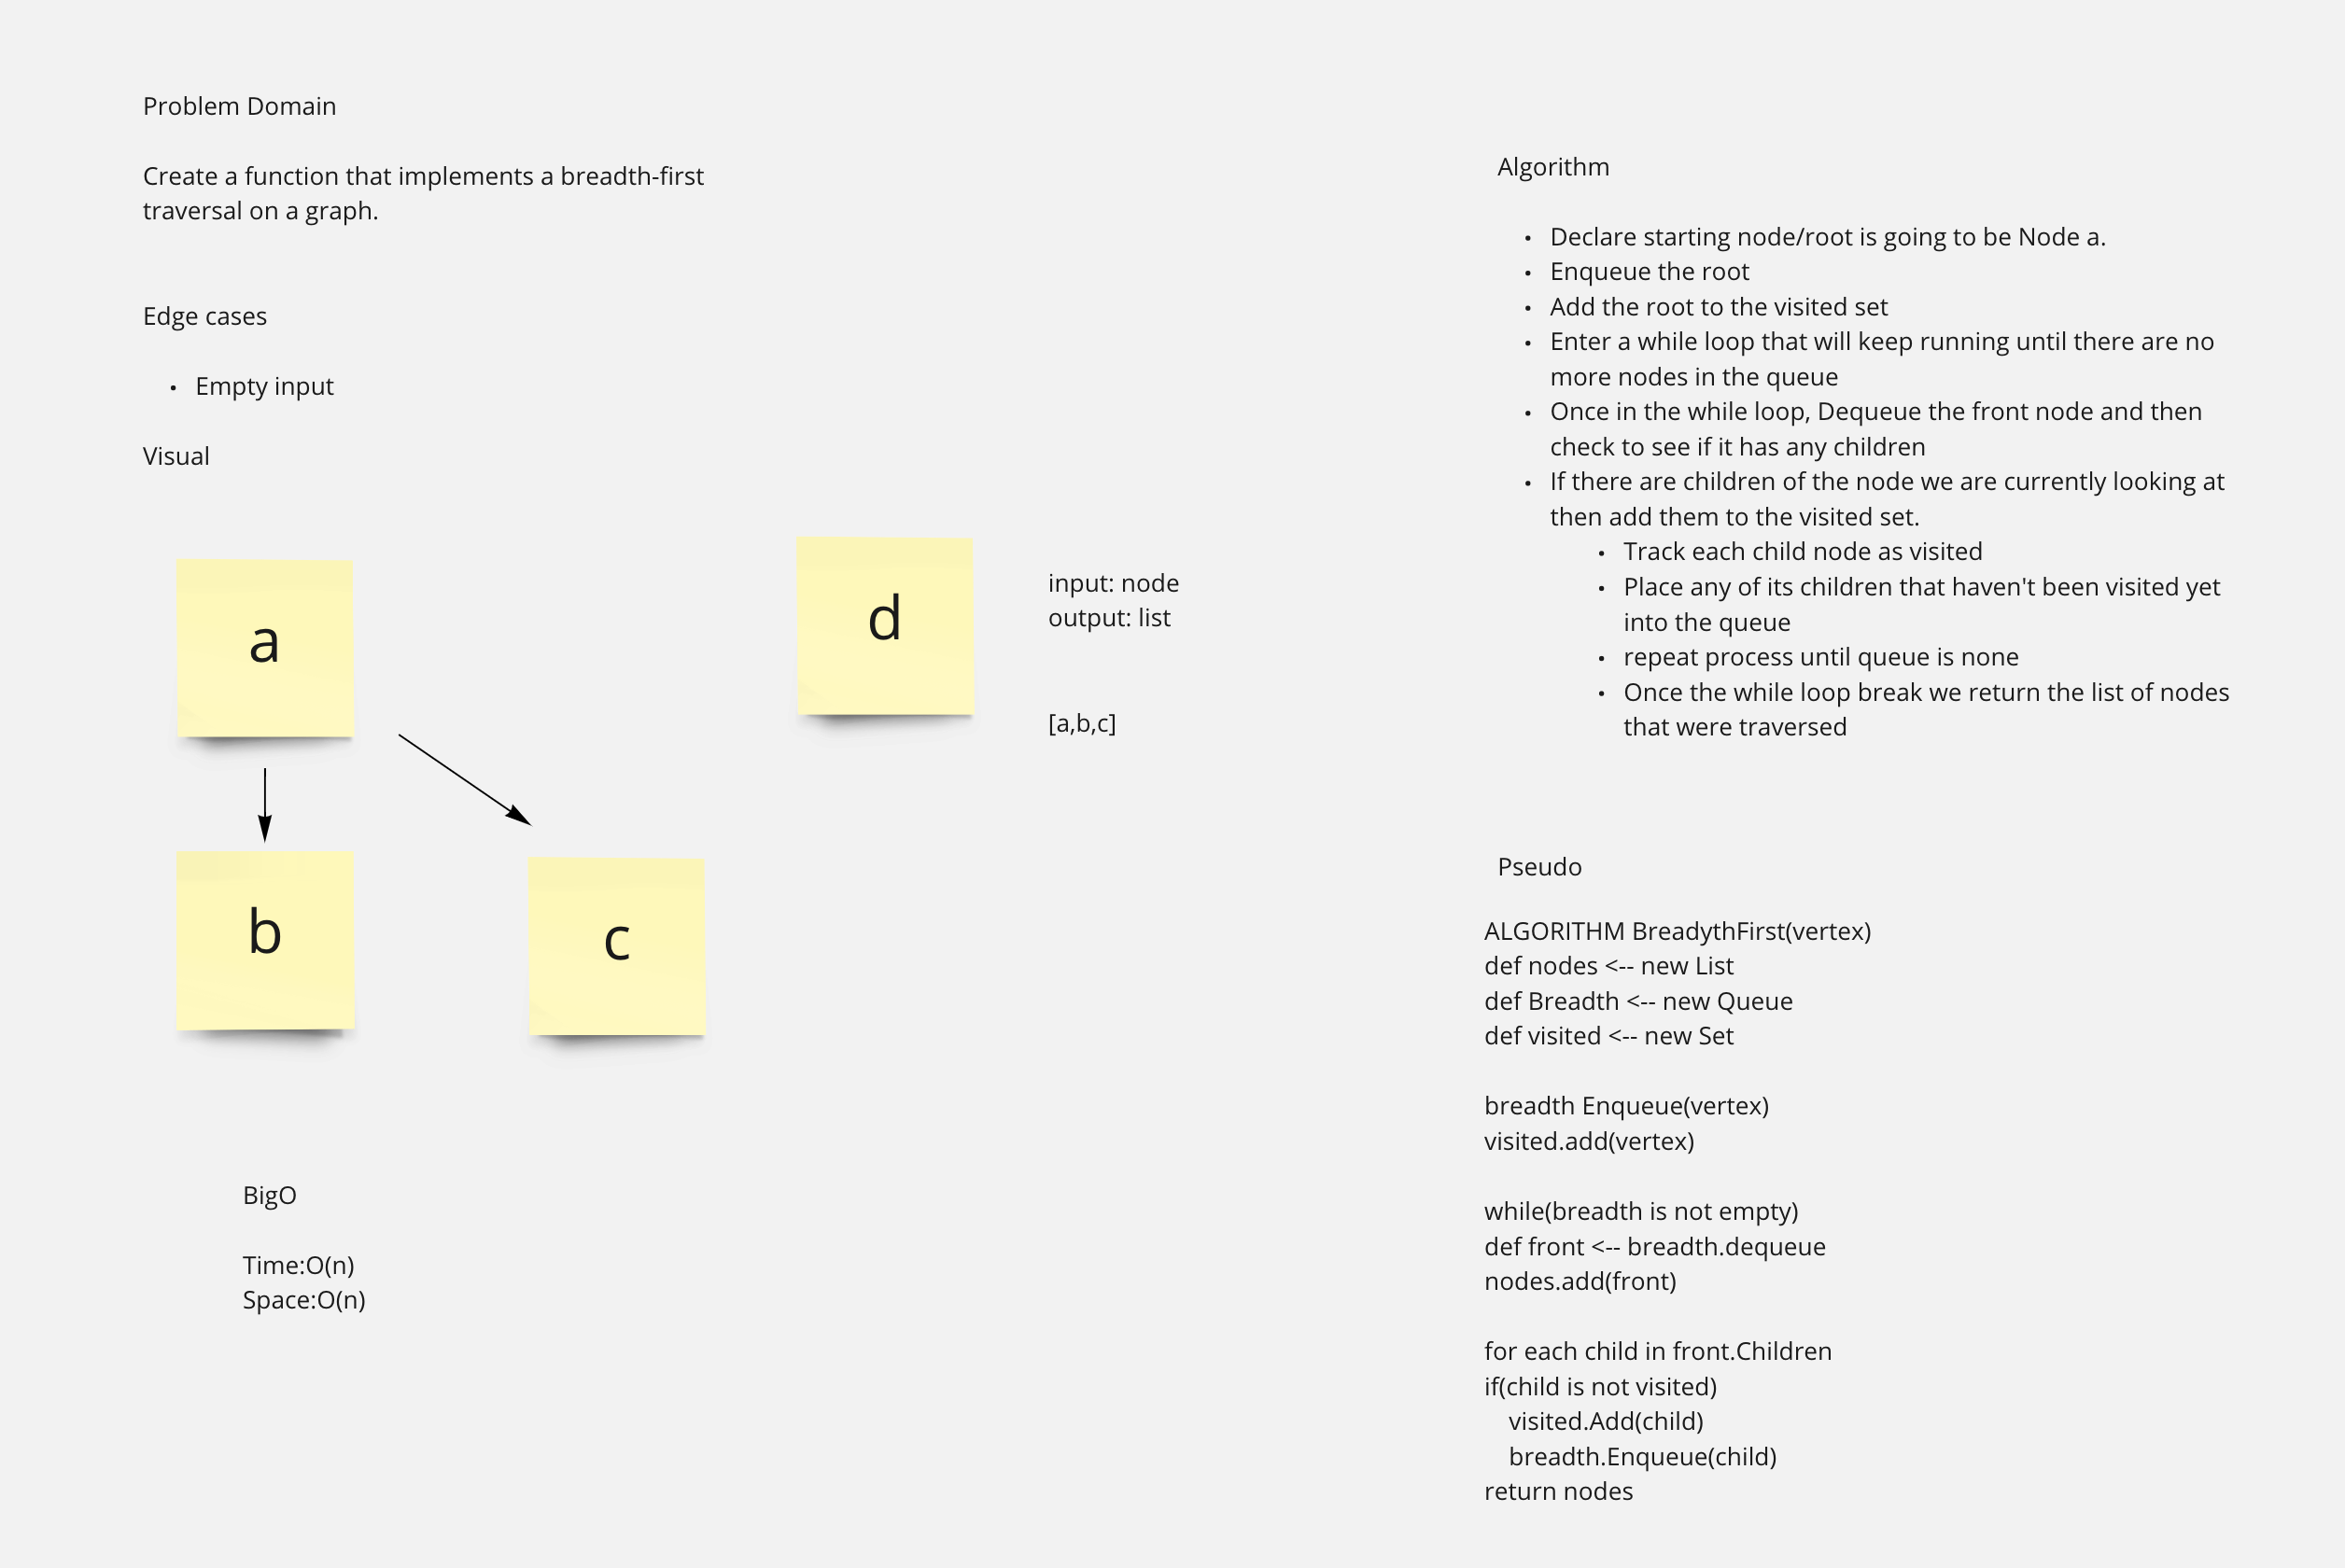 Problem Domain
Create a function that implements a breadth-first
traversal on a graph.
Edge cases
• Empty input
Visual
a
b
c
d
input: node
output: list
[a,b,c]
BigO
Time:O(n)
Space:O(n)
Algorithm
• Declare starting node/root is going to be Node a.
• Enqueue the root
• Add the root to the visited set
• Enter a while loop that will keep running until there are no
more nodes in the queue
• Once in the while loop, Dequeue the front node and then
check to see if it has any children
• If there are children of the node we are currently looking at
then add them to the visited set.
• Track each child node as visited
• Place any of its children that haven't been visited yet
into the queue
• repeat process until queue is none
• Once the while loop break we return the list of nodes
that were traversed
Pseudo
ALGORITHM BreadythFirst(vertex)
def nodes <-- new List
def Breadth <-- new Queue
def visited <-- new Set
breadth Enqueue(vertex)
visited.add(vertex)
while(breadth is not empty)
def front <-- breadth.dequeue
nodes.add(front)
for each child in front.Children
if(child is not visited)
visited.Add(child)
breadth.Enqueue(child)
return nodes